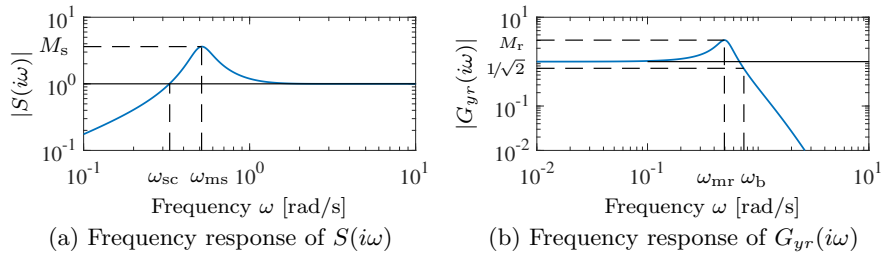 |S(iω)|
10^1
M_s
10^0
10^-1
10^-1
ω_sc
ω_ms
10^0
10^1
Frequency ω [rad/s]
(a) Frequency response of S(iω)
|G_yr(iω)|
10^1
M_r
1/√2
10^-1
10^-2
10^-2
10^-1
ω_mr
ω_b
10^1
Frequency ω [rad/s]
(b) Frequency response of G_yr(iω)